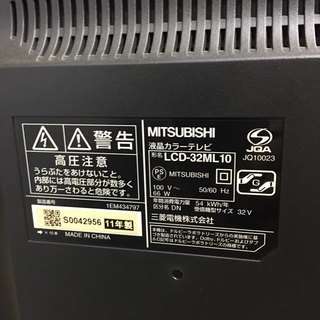 警告
高圧注意
うらぶたをあけないこと。
内部には高電圧部分が数多く
あり万一さわると危険です。
製造番号
1EM434797
S0042956 11年製
MADE IN CHINA
MITSUBISHI
液晶カラーテレビ
形名 LCD-32ML10
PS E MITSUBISHI
100 V~
66 W
50/60 Hz
年間消費電力量 54 kWh/年
区分名 DN 受信機型サイズ 32V
三菱電機株式会社
JQA
JQ10023
G